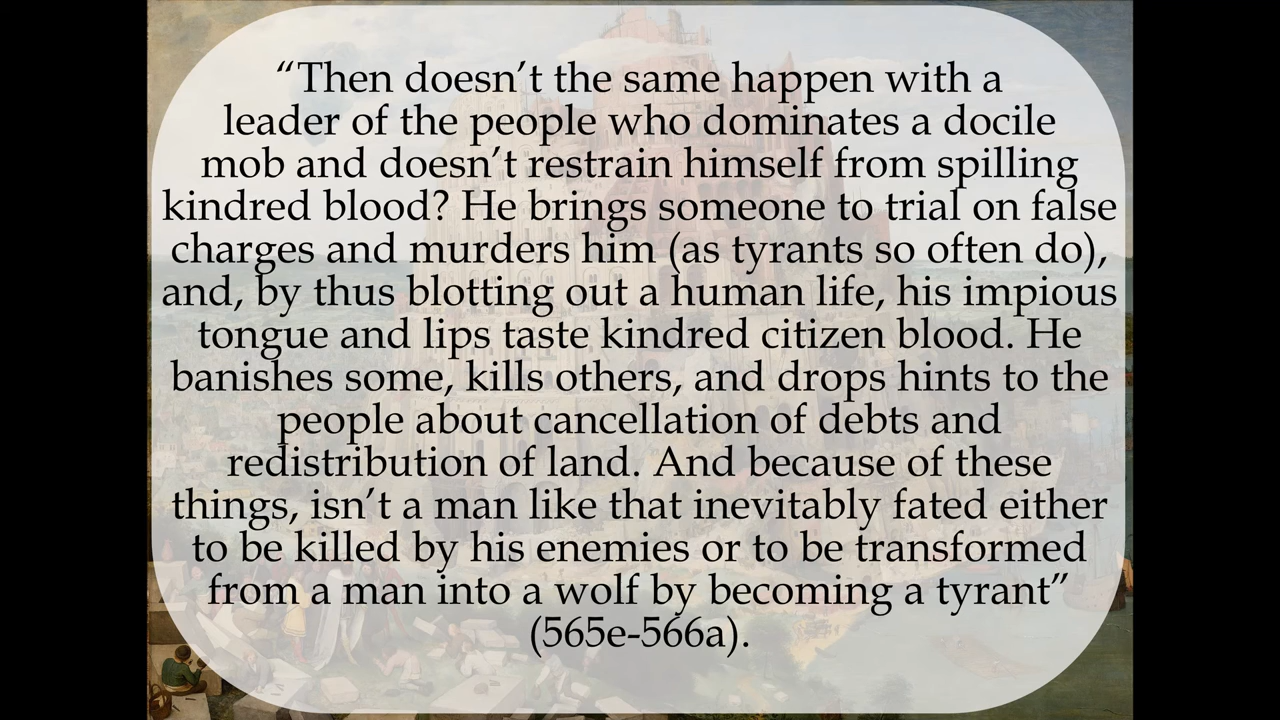 “Then doesn’t the same happen with a
leader of the people who dominates a docile
mob and doesn’t restrain himself from spilling
kindred blood? He brings someone to trial on false
charges and murders him (as tyrants so often do),
and, by thus blotting out a human life, his impious
tongue and lips taste kindred citizen blood. He
banishes some, kills others, and drops hints to the
people about cancellation of debts and
redistribution of land. And because of these
things, isn’t a man like that inevitably fated either
to be killed by his enemies or to be transformed
from a man into a wolf by becoming a tyrant”
(565e-566a).